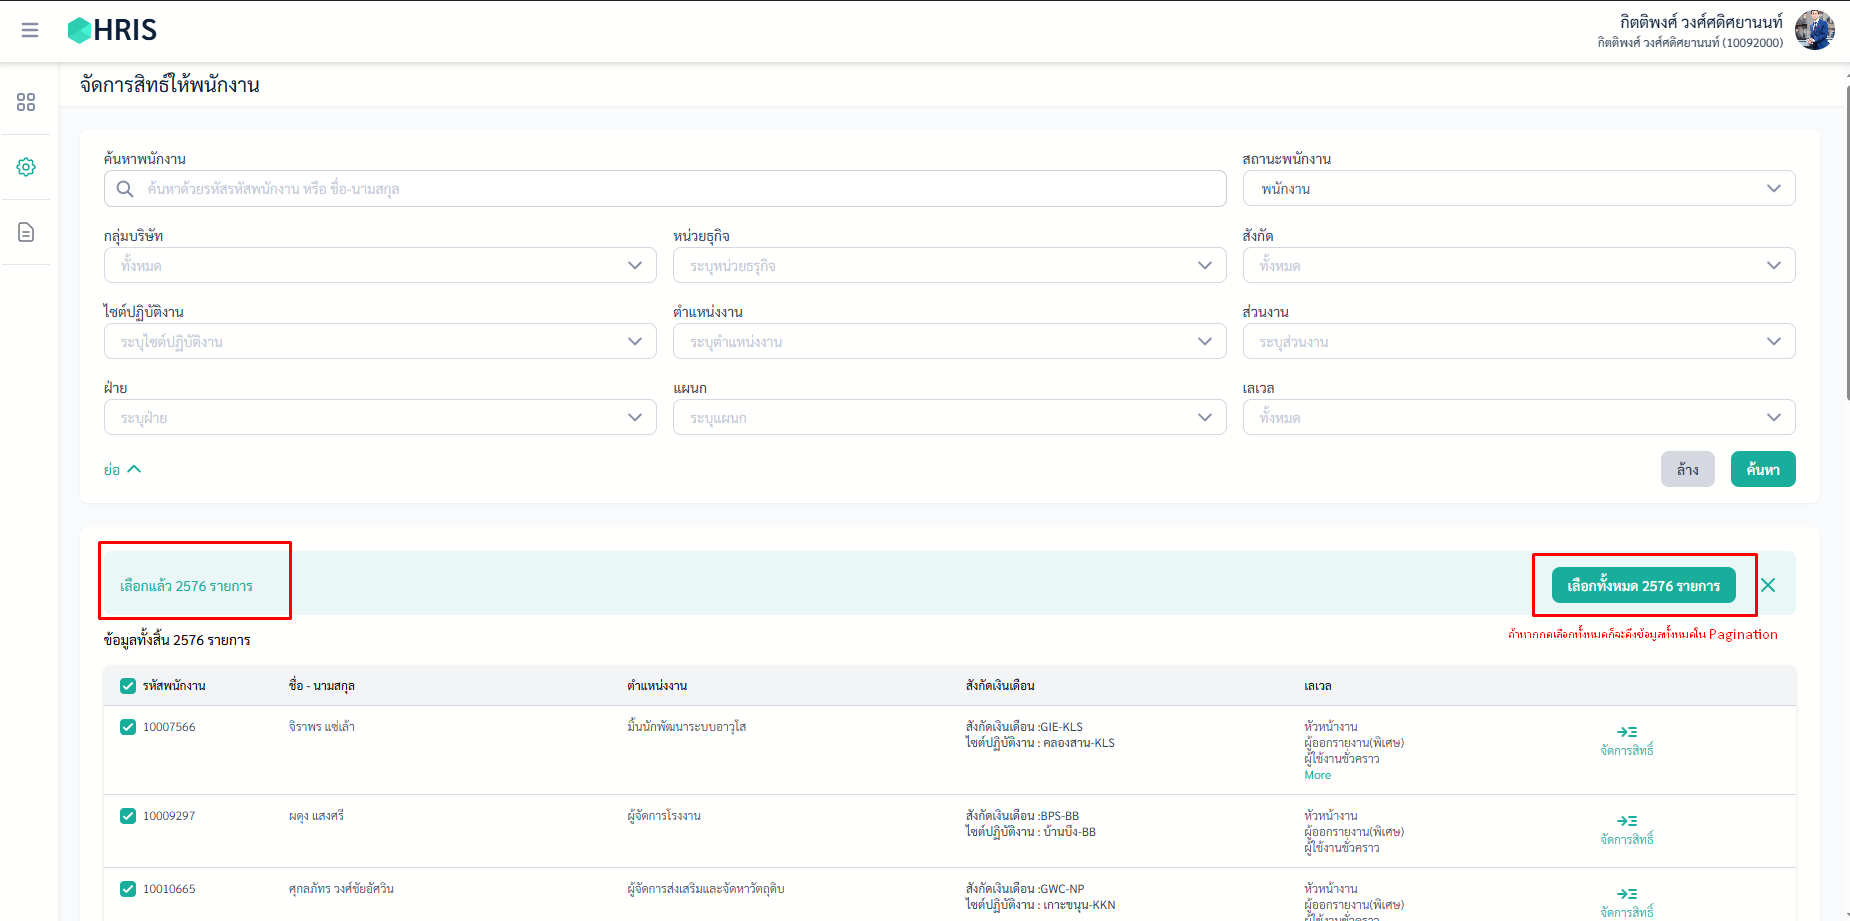 HRIS
กิตติพงศ์ วงศ์ศดิศยานนท์
กิตติพงศ์ วงศ์ศดิศยานนท์ (10092000)
จัดการสิทธ์ให้พนักงาน
ค้นหาพนักงาน
สถานะพนักงาน
ค้นหาด้วยรหัสรหัสพนักงาน หรือ ชื่อ-นามสกุล
พนักงาน
กลุ่มบริษัท
หน่วยธุกิจ
สังกัด
ทั้งหมด
ระบุหน่วยธรุกิจ
ทั้งหมด
ไซต์ปฏิบัติงาน
ตำแหน่งงาน
ส่วนงาน
ระบุไซต์ปฏิบัติงาน
ระบุตำแหน่งงาน
ระบุส่วนงาน
ฝ่าย
แผนก
เลเวล
ระบุฝ่าย
ระบุแผนก
ทั้งหมด
ย่อ
ล้าง
ค้นหา
เลือกแล้ว 2576 รายการ
เลือกทั้งหมด 2576 รายการ
ถ้าหากกดเลือกทั้งหมดก็จะดึงข้อมูลทั้งหมดใน Pagination
ข้อมูลทั้งสิ้น 2576 รายการ
รหัสพนักงาน ชื่อ - นามสกุล ตำแหน่งงาน สังกัดเงินเดือน เลเวล
10007566 จิราพร แซ่เล้า มิ้นนักพัฒนาระบบอาวุโส สังกัดเงินเดือน :GIE-KLS หัวหน้างาน
ไซต์ปฏิบัติงาน : คลองสาน-KLS ผู้ออกรายงาน(พิเศษ)
ผู้ใช้งานชั่วคราว
More
จัดการสิทธิ์
10009297 ผดุง แสงศรี ผู้จัดการโรงงาน สังกัดเงินเดือน :BPS-BB หัวหน้างาน
ไซต์ปฏิบัติงาน : บ้านบึง-BB ผู้ออกรายงาน(พิเศษ)
ผู้ใช้งานชั่วคราว
จัดการสิทธิ์
10010665 ศุกลภัทร วงศ์ชัยอัศวิน ผู้จัดการส่งเสริมและจัดหาวัตถุดิบ สังกัดเงินเดือน :GWC-NP หัวหน้างาน
ไซต์ปฏิบัติงาน : เกาะขนุน-KKN ผู้ออกรายงาน(พิเศษ)
ผู้ใช้งานชั่วคราว
จัดการสิทธิ์